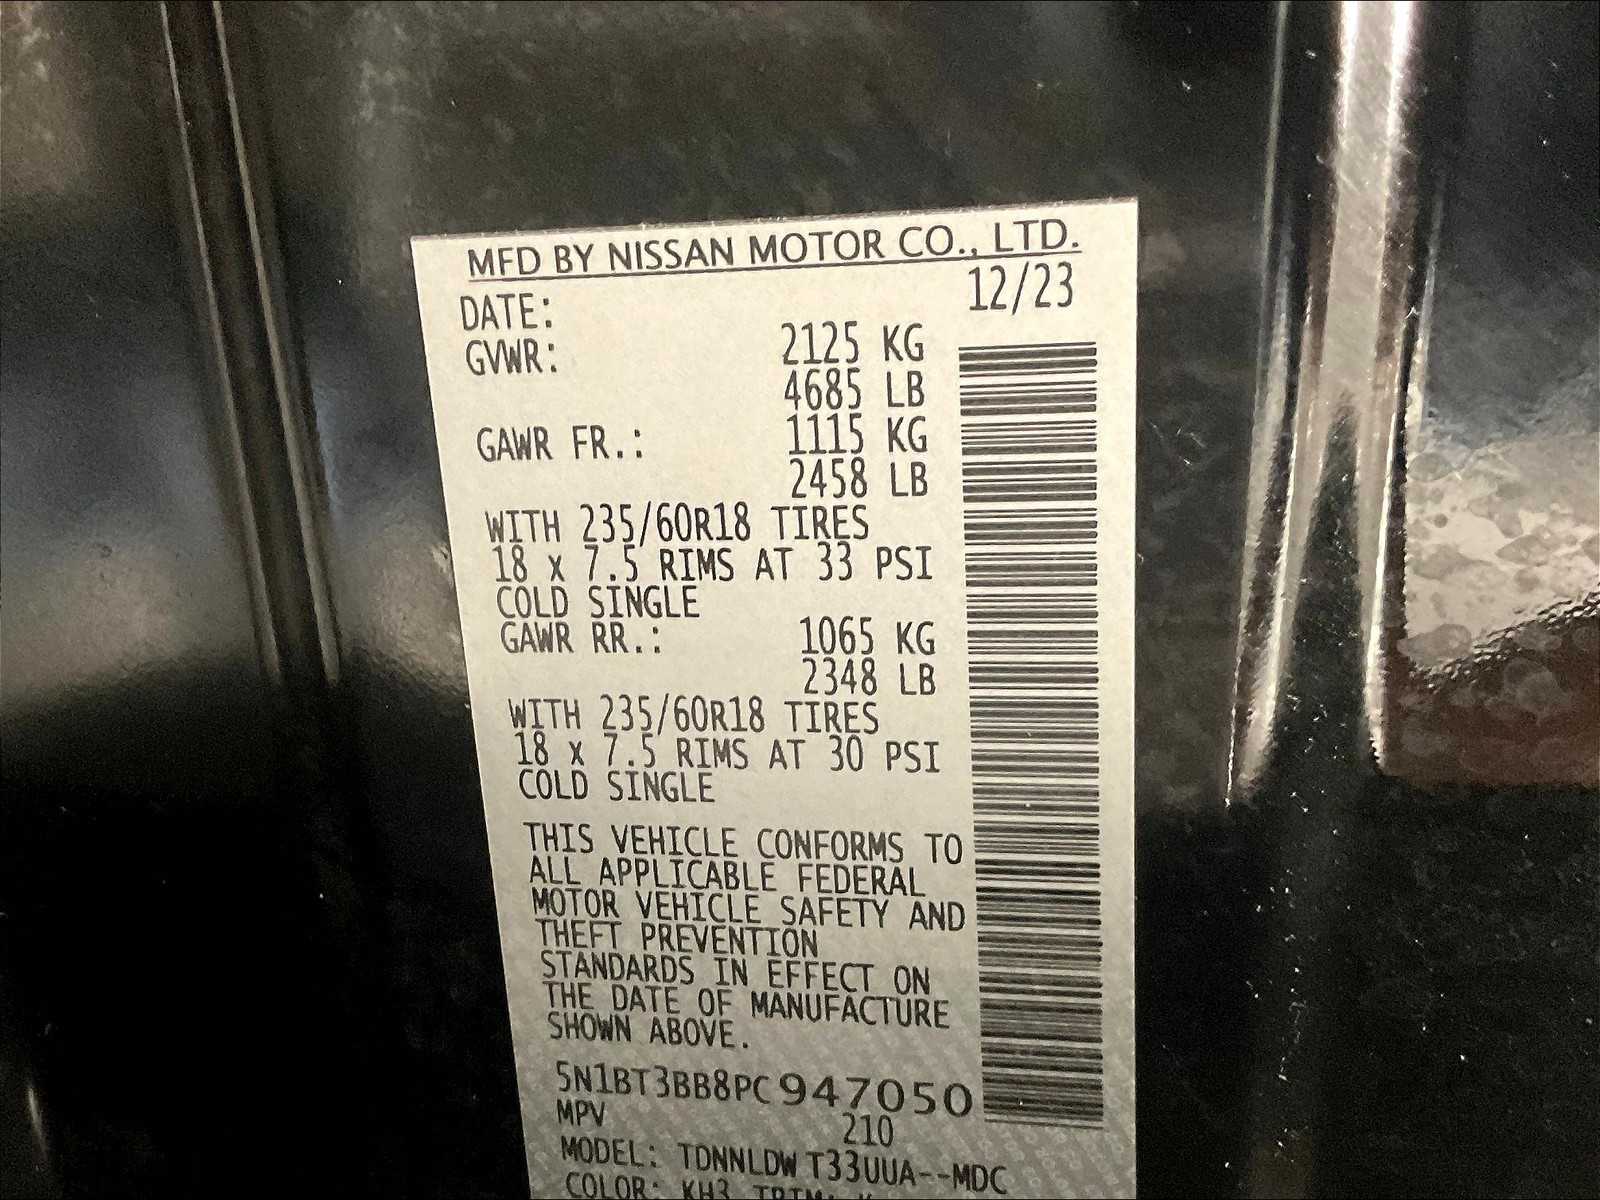 MFD BY NISSAN MOTOR CO., LTD.
DATE: 12/23
GVWR: 2125 KG
4685 LB
GAWR FR.: 1115 KG
2458 LB
WITH 235/60R18 TIRES
18 x 7.5 RIMS AT 33 PSI
COLD SINGLE
GAWR RR.: 1065 KG
2348 LB
WITH 235/60R18 TIRES
18 x 7.5 RIMS AT 30 PSI
COLD SINGLE
THIS VEHICLE CONFORMS TO
ALL APPLICABLE FEDERAL
MOTOR VEHICLE SAFETY AND
THEFT PREVENTION
STANDARDS IN EFFECT ON
THE DATE OF MANUFACTURE
SHOWN ABOVE.
5N1BT3BB8PC947050
MPV 210
MODEL: TDNNLDW T33UUA--MDC
COLOR: KH3 TRIM: